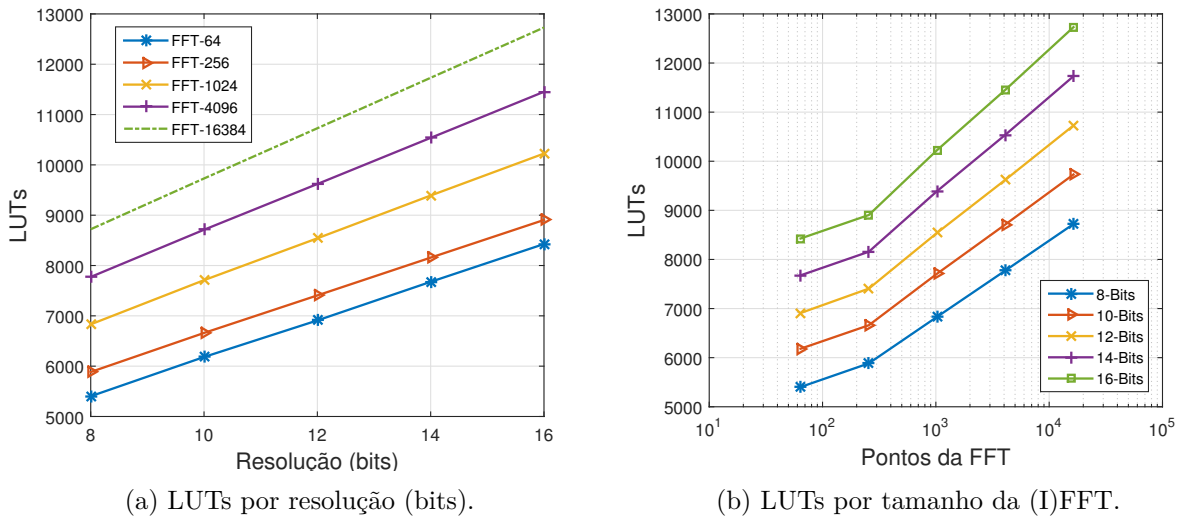 13000
12000
11000
10000
9000
8000
7000
6000
5000
LUTs
FFT-64
FFT-256
FFT-1024
FFT-4096
FFT-16384
8
10
12
14
16
Resolução (bits)
(a) LUTs por resolução (bits).
13000
12000
11000
10000
9000
8000
7000
6000
5000
LUTs
8-Bits
10-Bits
12-Bits
14-Bits
16-Bits
10¹
10²
10³
10⁴
10⁵
Pontos da FFT
(b) LUTs por tamanho da (I)FFT.